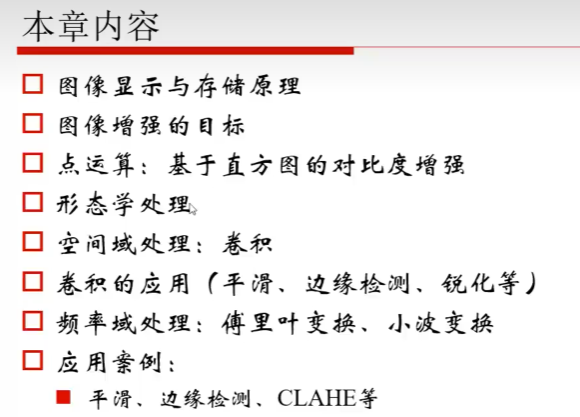 本章内容
图像显示与存储原理
图像增强的目标
点运算：基于直方图的对比度增强
形态学处理
空间域处理：卷积
卷积的应用（平滑、边缘检测、锐化等）
频率域处理：傅里叶变换、小波变换
应用案例：
平滑、边缘检测、CLAHE等